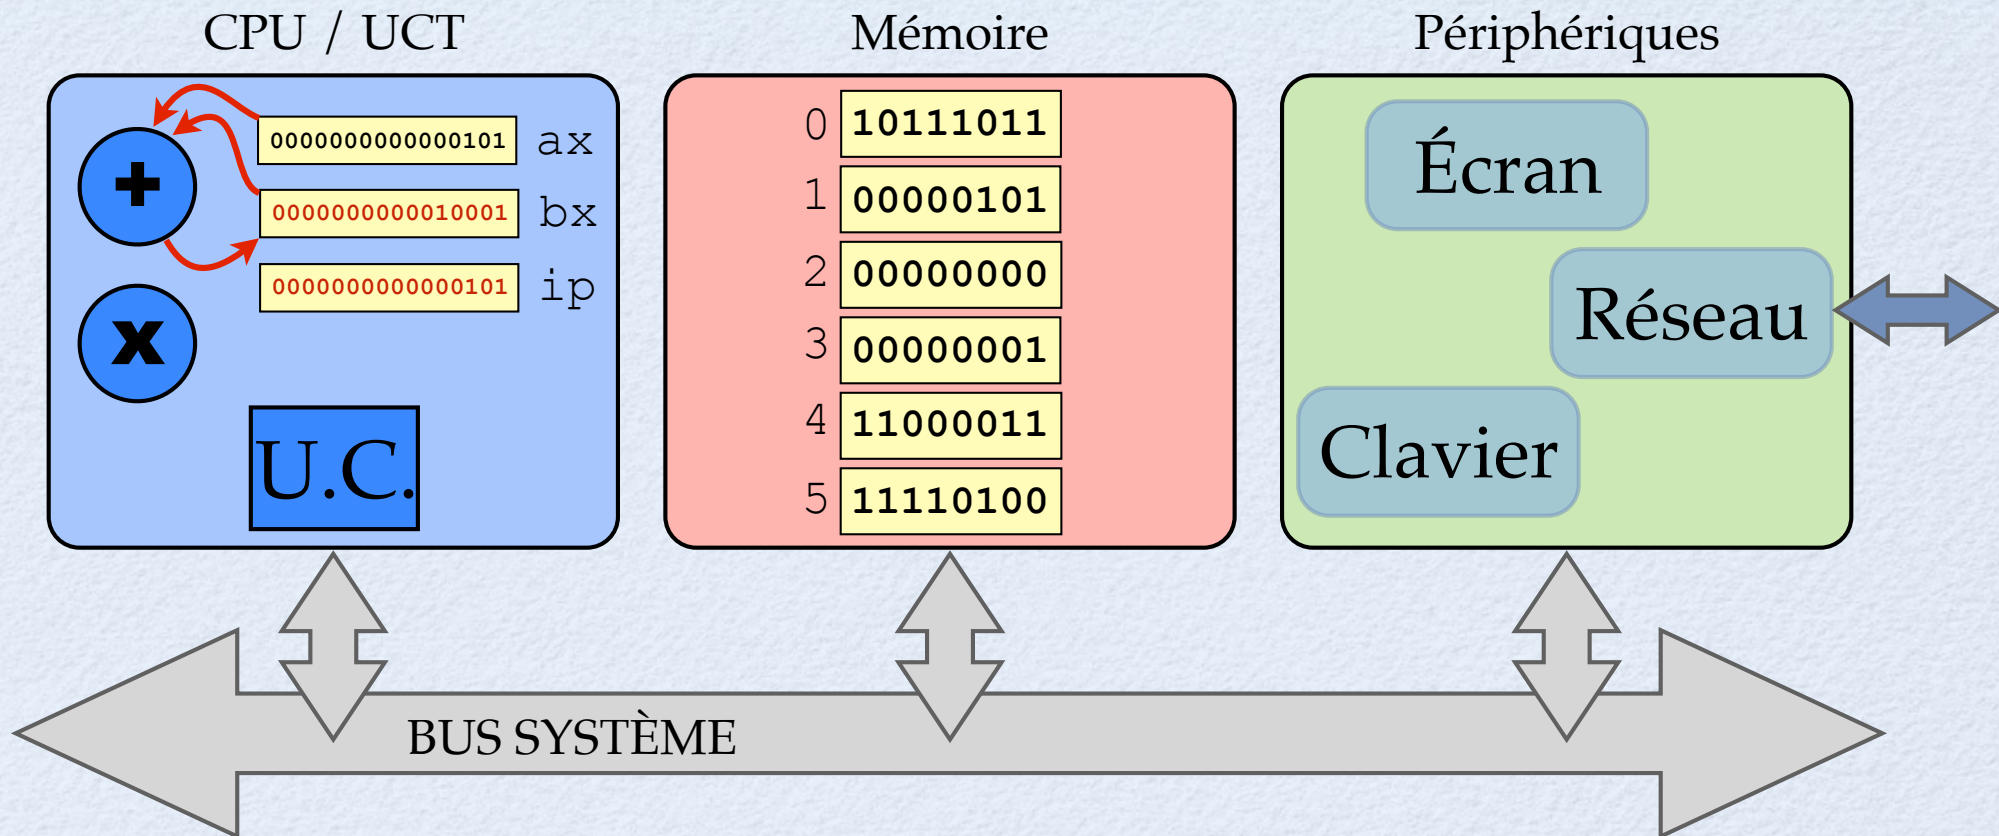 CPU / UCT
Mémoire
Périphériques
+
0000000000000101 ax
0000000000010001 bx
0000000000000101 ip
x
U.C.
0 10111011
1 00000101
2 00000000
3 00000001
4 11000011
5 11110100
Écran
Réseau
Clavier
BUS SYSTÈME